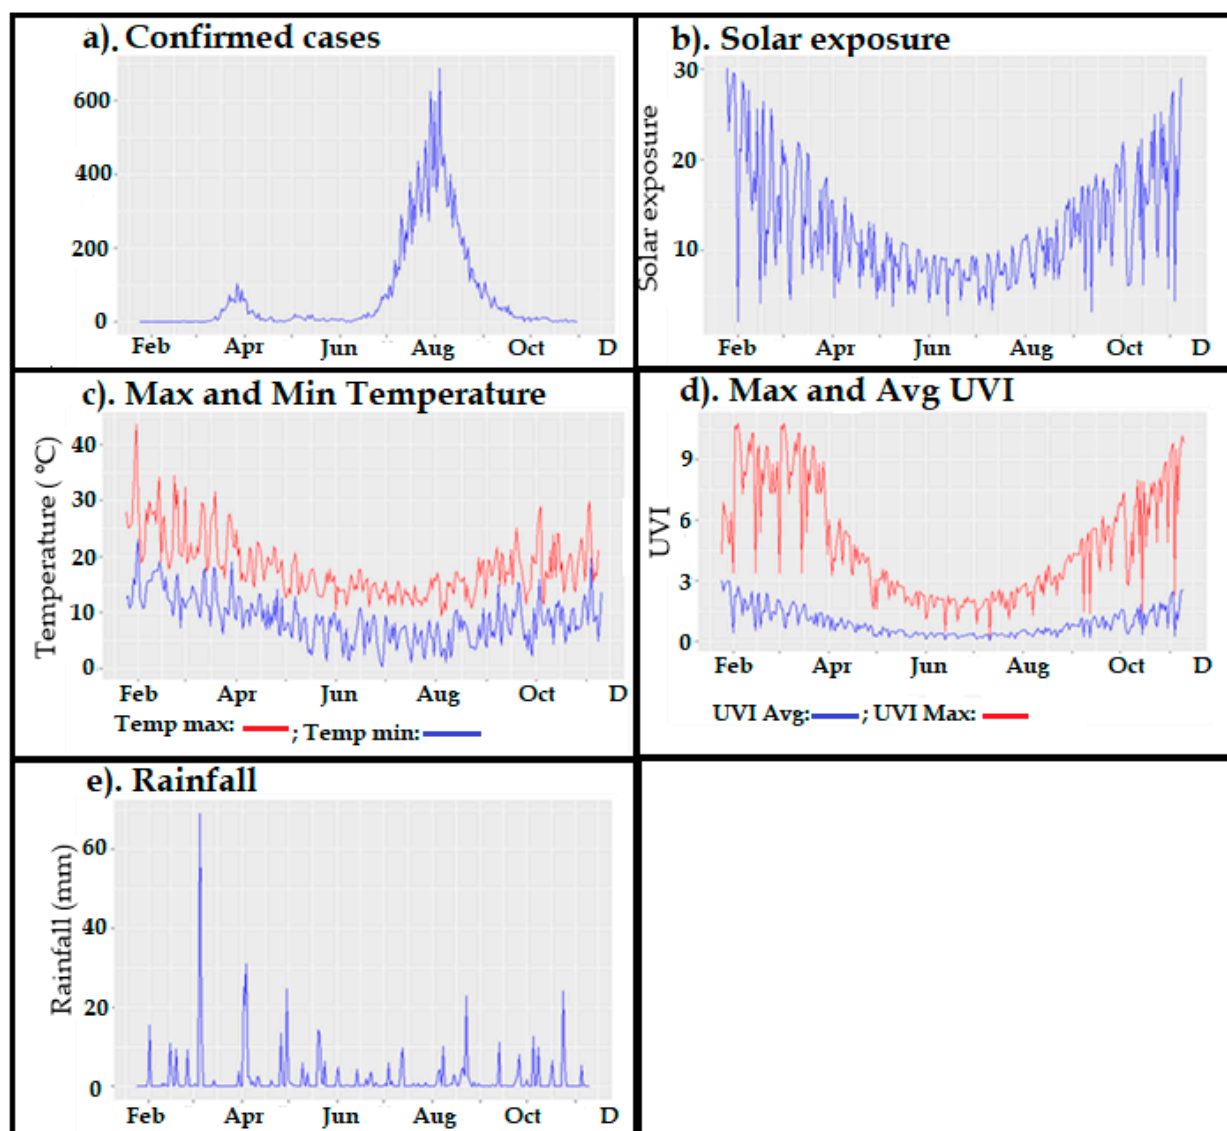 a). Confirmed cases
600
400
200
0
Feb Apr Jun Aug Oct D
b). Solar exposure
Solar exposure
30
20
10
Feb Apr Jun Aug Oct D
c). Max and Min Temperature
Temperature ( °C)
40
30
20
10
0
Feb Apr Jun Aug Oct D
Temp max: ; Temp min:
d). Max and Avg UVI
UVI
9
6
3
0
Feb Apr Jun Aug Oct D
UVI Avg: ; UVI Max:
e). Rainfall
Rainfall (mm)
60
40
20
0
Feb Apr Jun Aug Oct D